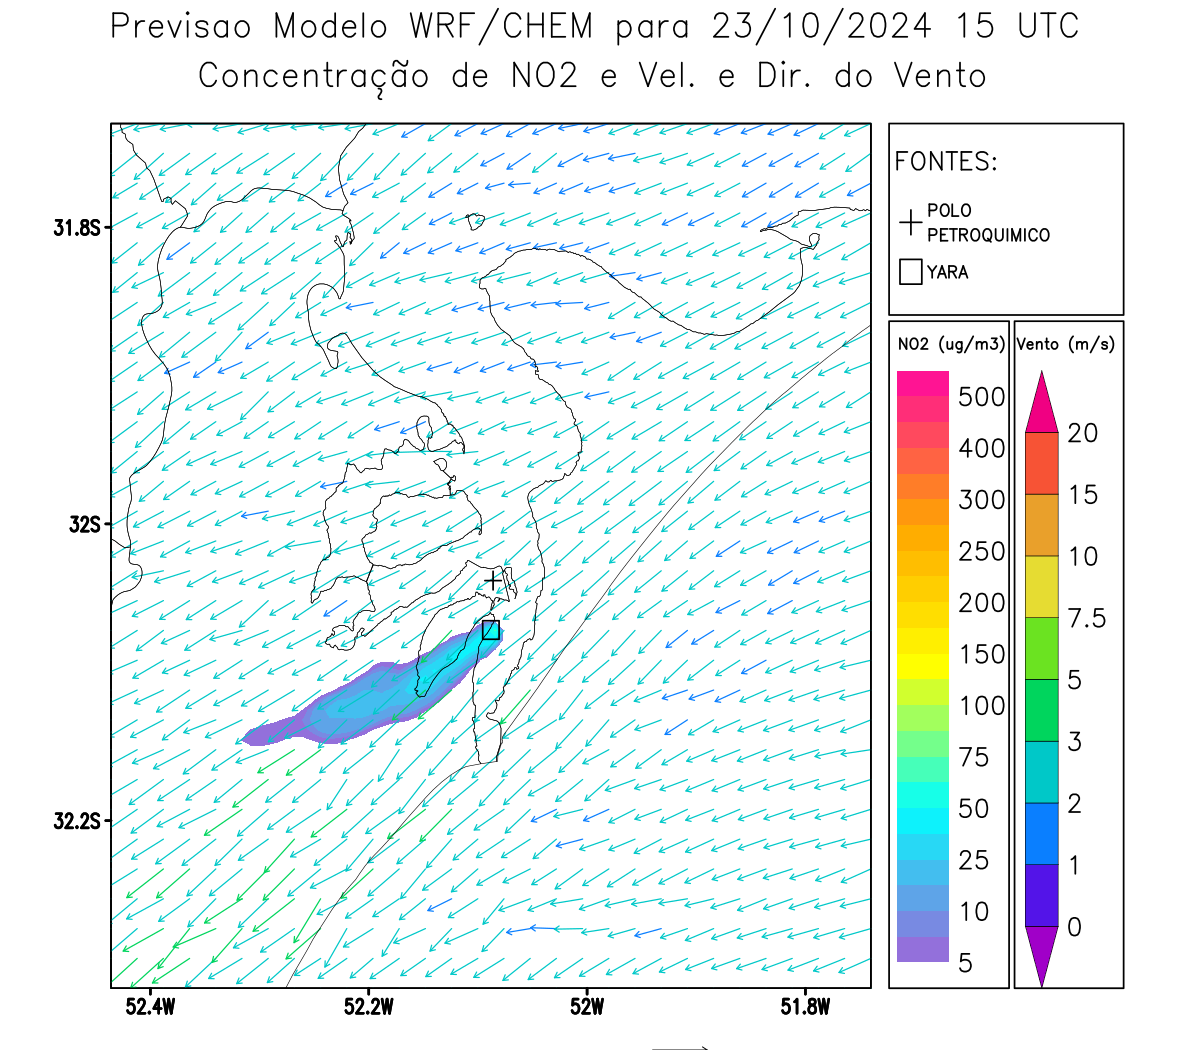 Previsao Modelo WRF/CHEM para 23/10/2024 15 UTC
Concentração de NO2 e Vel. e Dir. do Vento
FONTES:
POLO
PETROQUIMICO
YARA
NO2 (ug/m3)
500
400
300
250
200
150
100
75
50
25
10
5
Vento (m/s)
20
15
10
7.5
5
3
2
1
0
31.8S
32S
32.2S
52.4W
52.2W
52W
51.8W